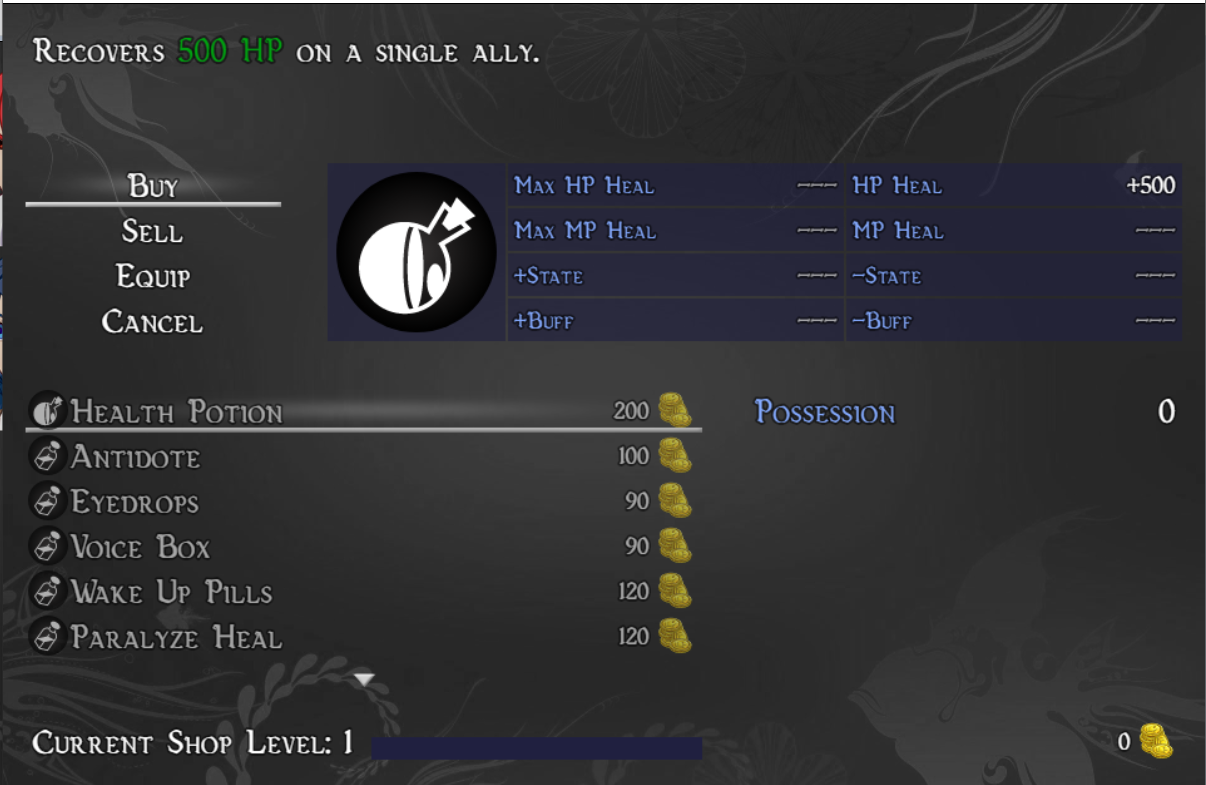 Recovers 500 HP on a single ally.
Buy
Sell
Equip
Cancel
Max HP Heal --- HP Heal +500
Max MP Heal --- MP Heal ---
+State --- -State ---
+Buff --- -Buff ---
Health Potion 200
Antidote 100
Eyedrops 90
Voice Box 90
Wake Up Pills 120
Paralyze Heal 120
Possession 0
Current Shop Level: 1
0